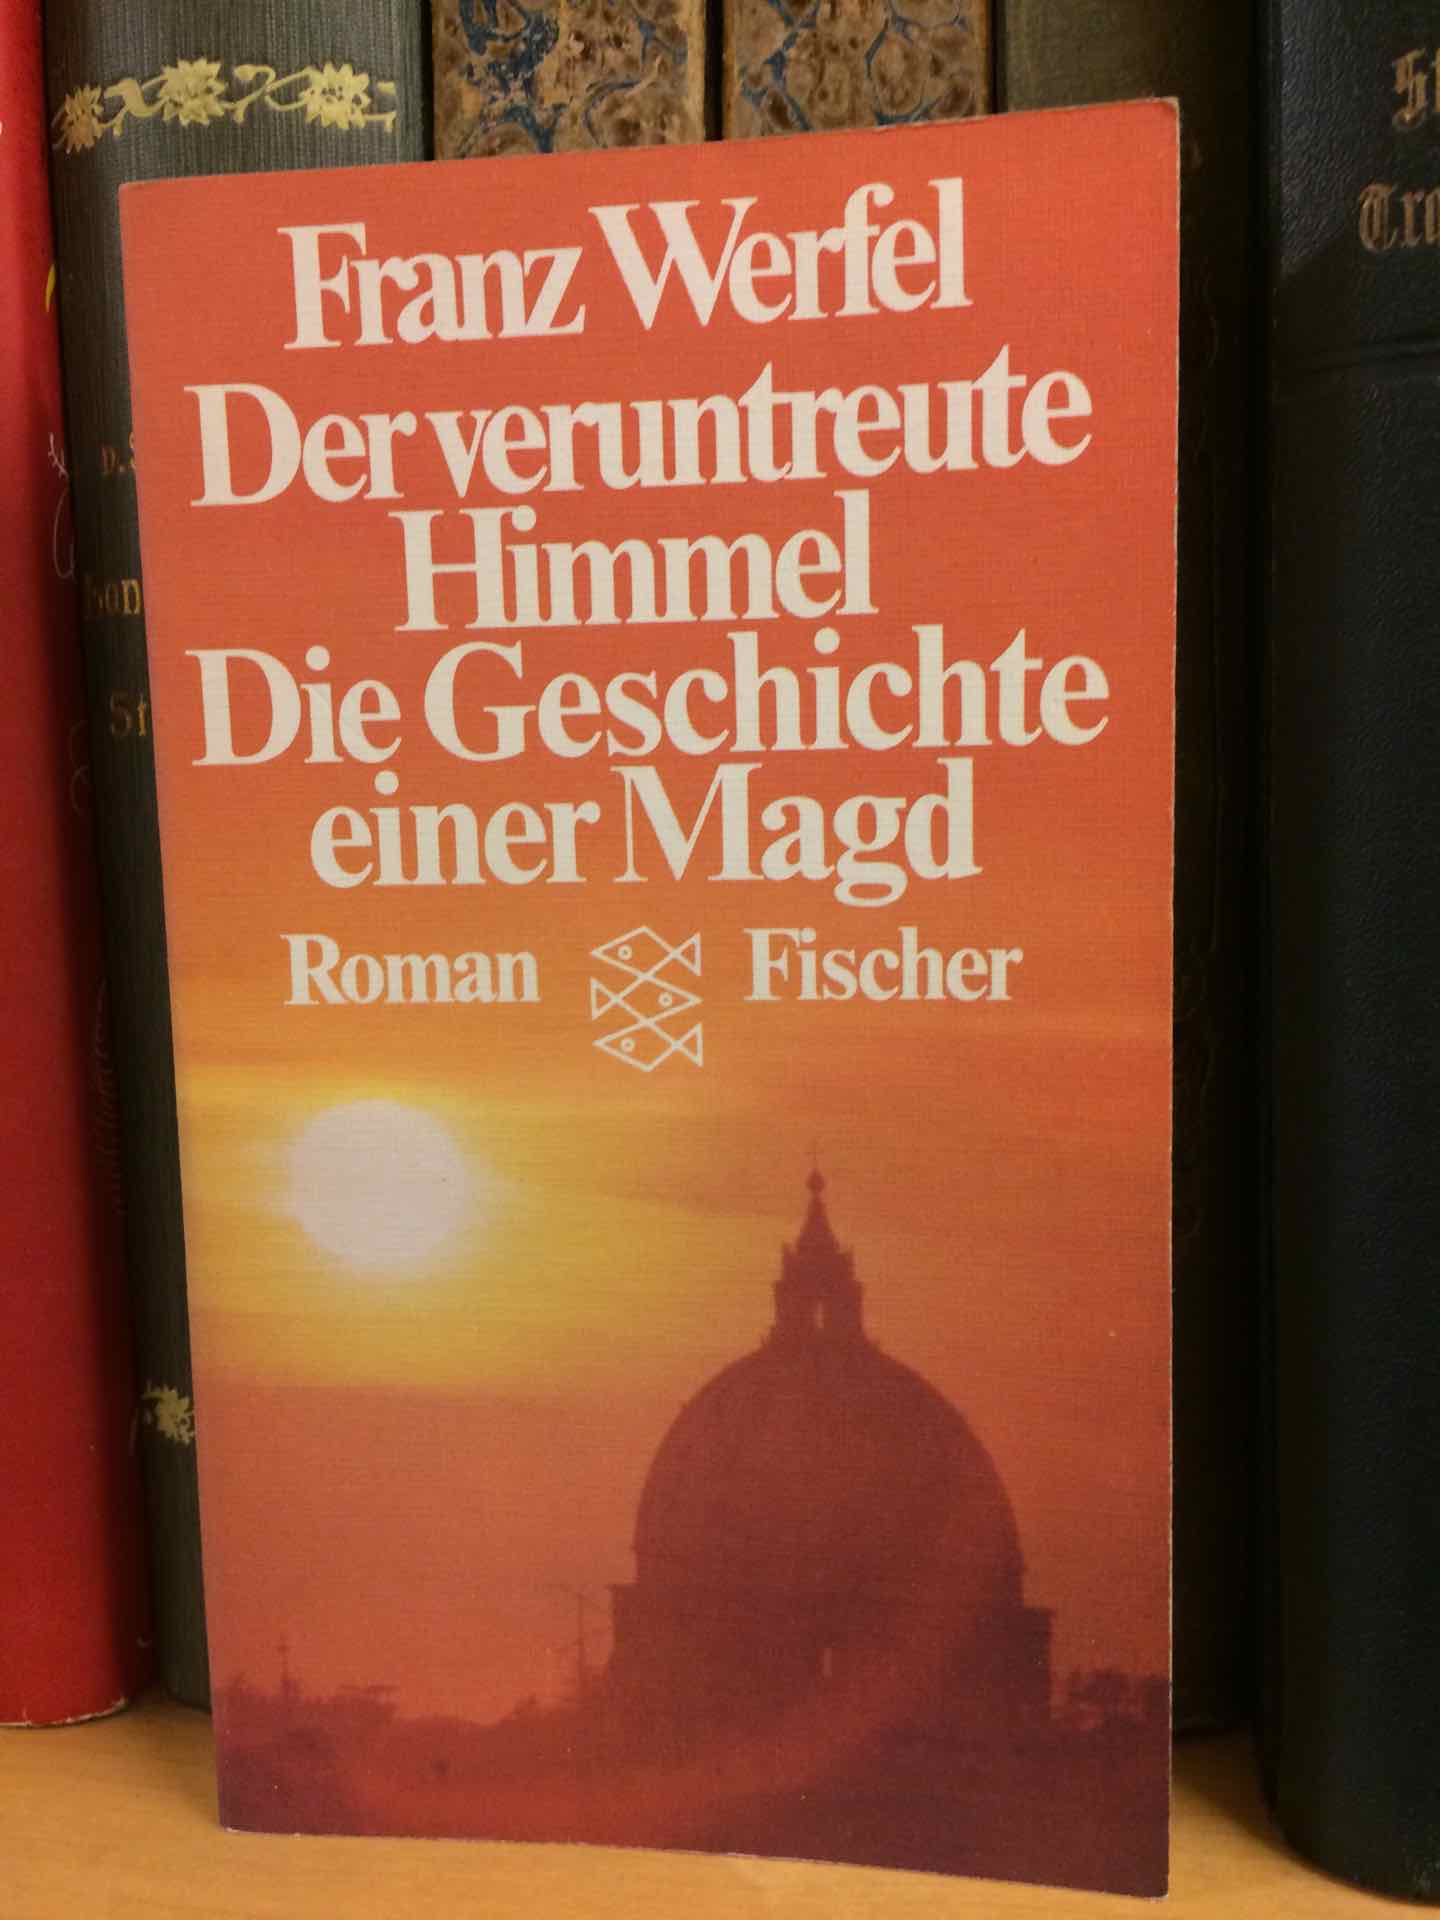 Franz Werfel
Der veruntreute
Himmel
Die Geschichte
einer Magd
Roman
Fischer